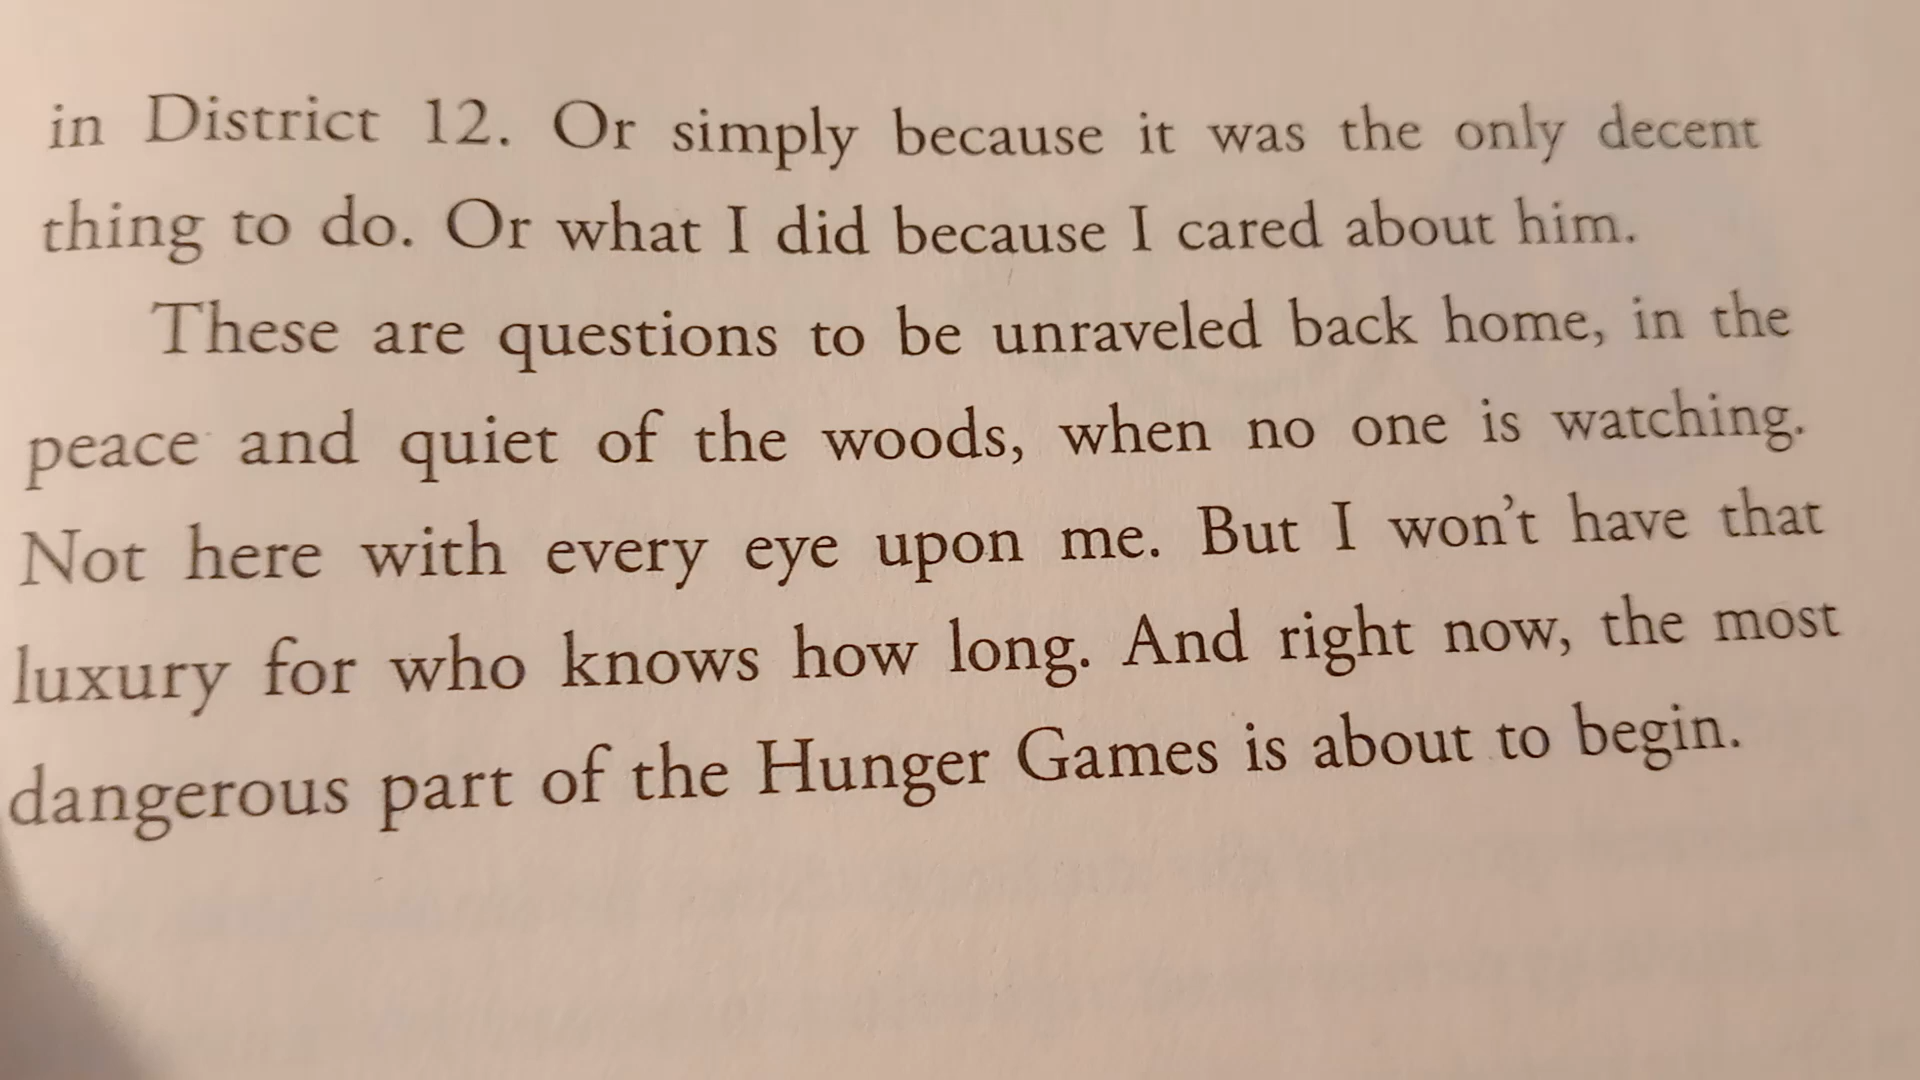 in District 12. Or simply because it was the only decent
thing to do. Or what I did because I cared about him.
These are questions to be unraveled back home, in the
peace and quiet of the woods, when no one is watching.
Not here with every eye upon me. But I won't have that
luxury for who knows how long. And right now, the most
dangerous part of the Hunger Games is about to begin.